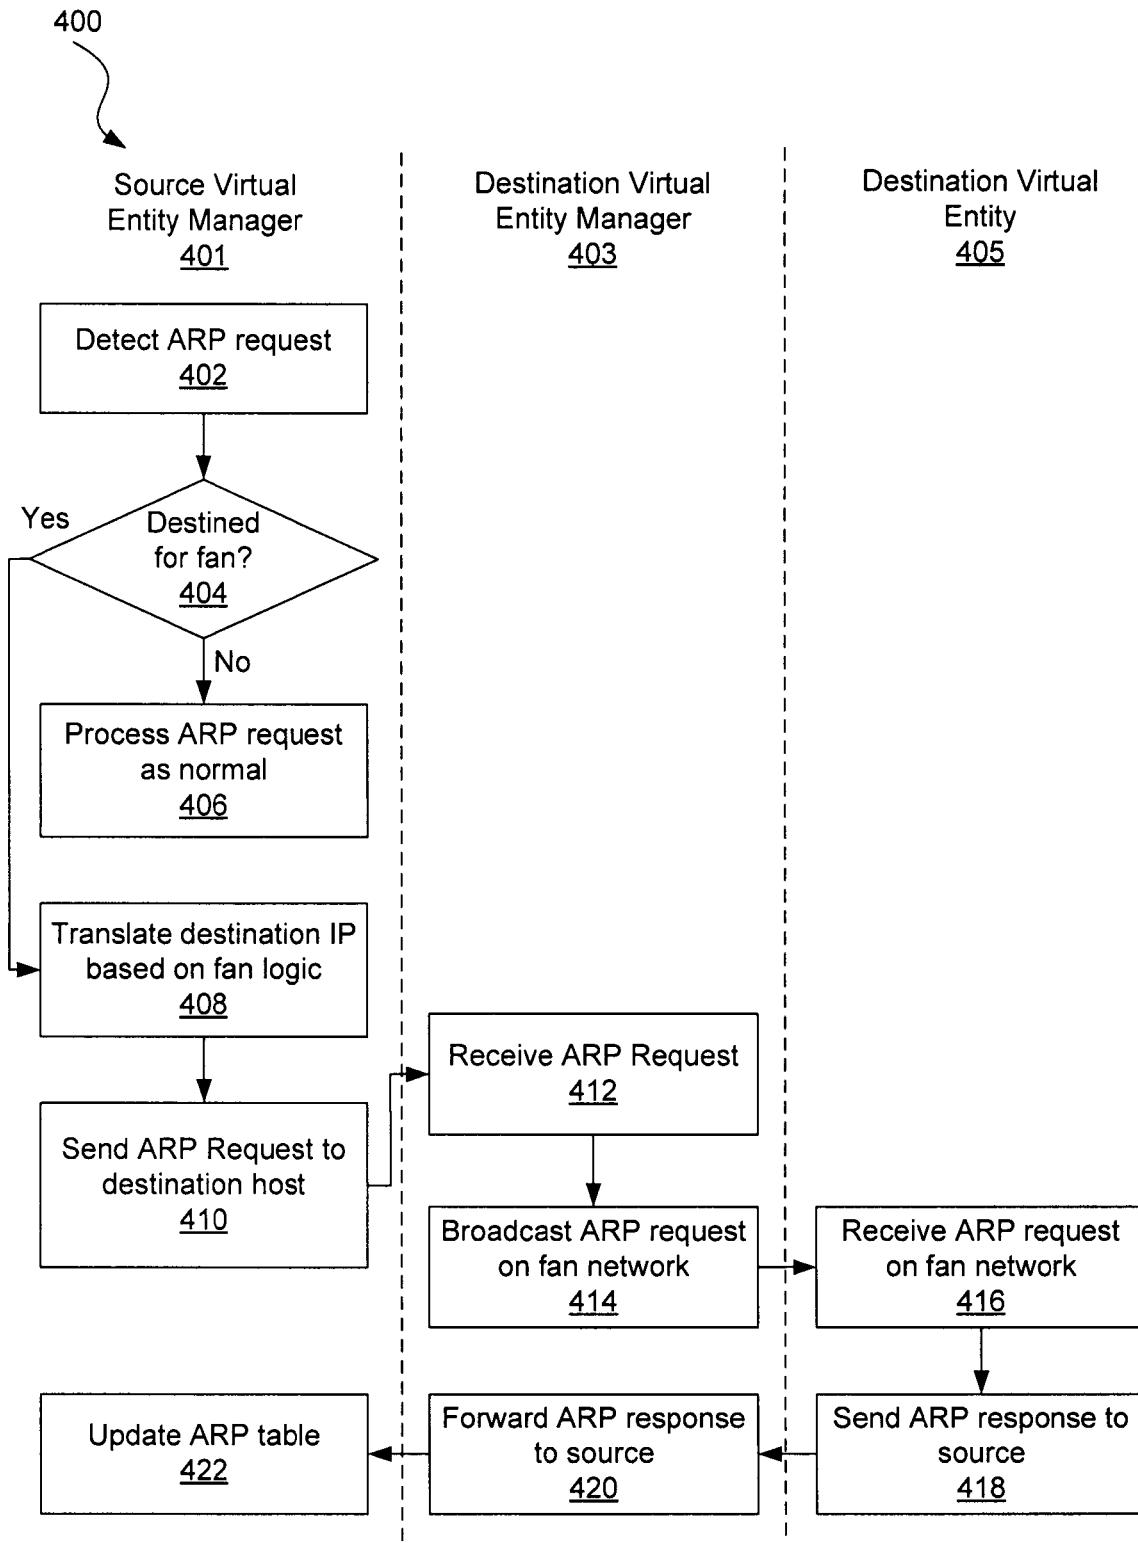 400
Source Virtual
Entity Manager
401
Destination Virtual
Entity Manager
403
Destination Virtual
Entity
405
Detect ARP request
402
Yes
Destined
for fan?
404
No
Process ARP request
as normal
406
Translate destination IP
based on fan logic
408
Send ARP Request to
destination host
410
Receive ARP Request
412
Broadcast ARP request
on fan network
414
Receive ARP request
on fan network
416
Send ARP response to
source
418
Forward ARP response
to source
420
Update ARP table
422